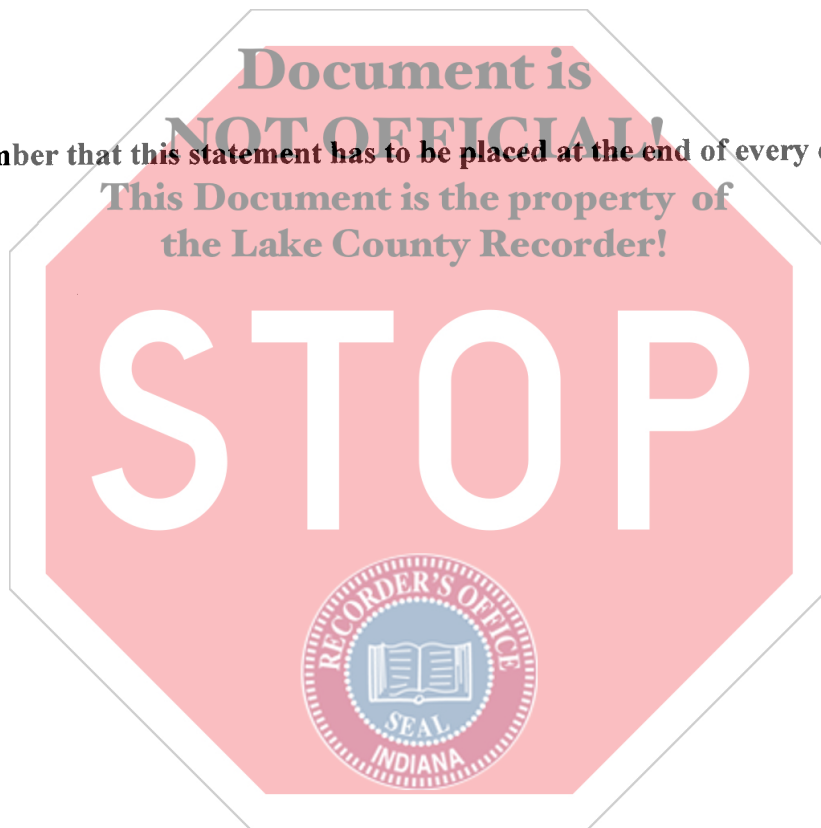 Document is
NOT OFFICIAL!
that this statement has to be placed at the end of every
This Document is the property of
the Lake County Recorder!
STOP
RECORDER'S OFFICE
SEAL
INDIANA